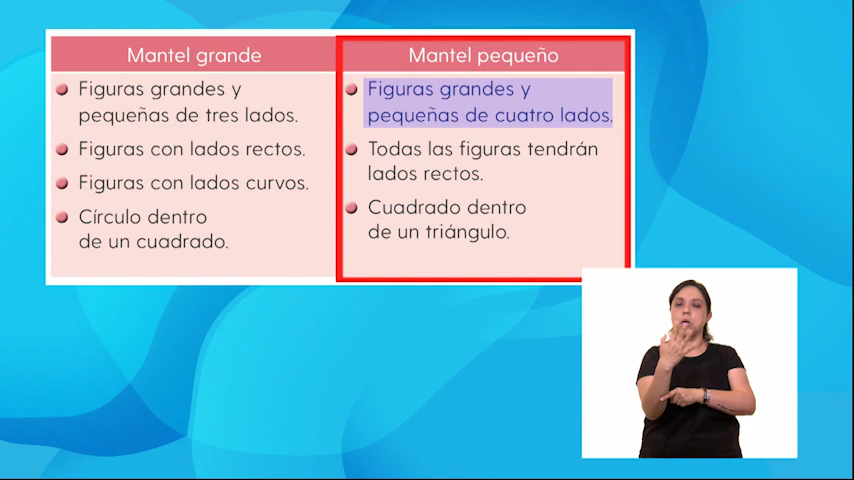 Mantel grande
Figuras grandes y
pequeñas de tres lados.
Figuras con lados rectos.
Figuras con lados curvos.
Círculo dentro
de un cuadrado.
Mantel pequeño
Figuras grandes y
pequeñas de cuatro lados.
Todas las figuras tendrán
lados rectos.
Cuadrado dentro
de un triángulo.